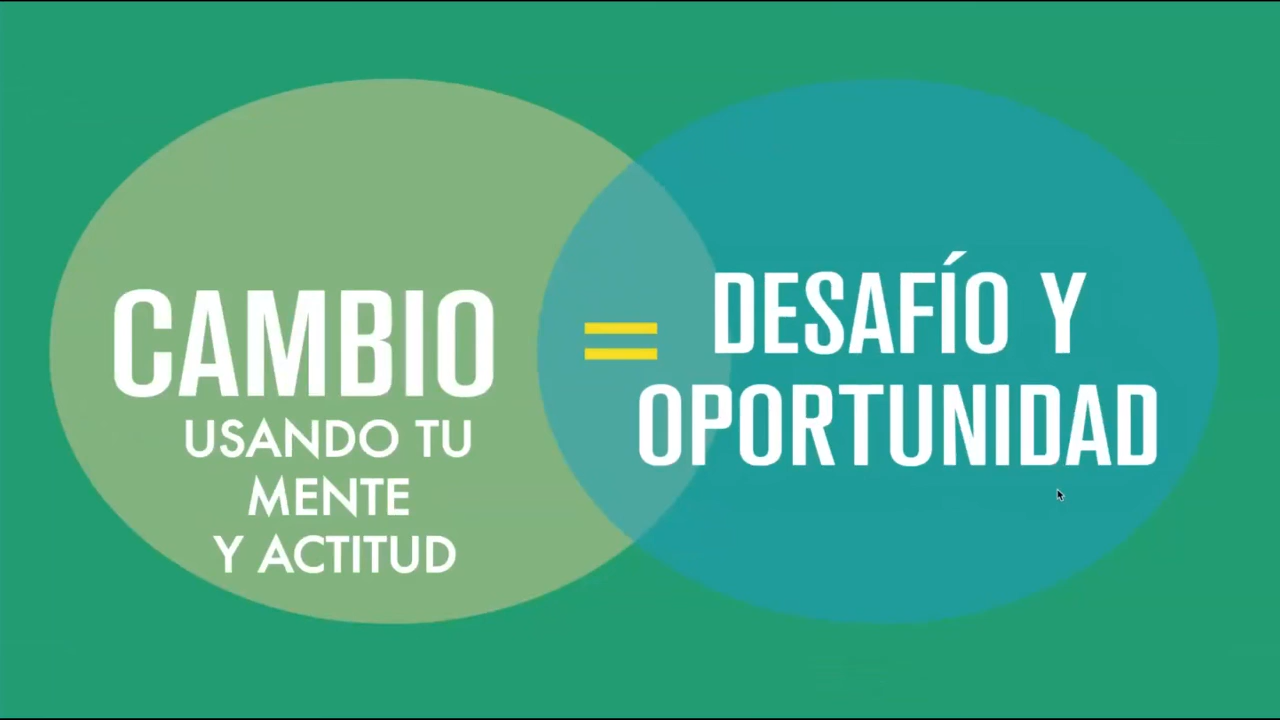 CAMBIO
USANDO TU
MENTE
Y ACTITUD
=
DESAFÍO Y
OPORTUNIDAD